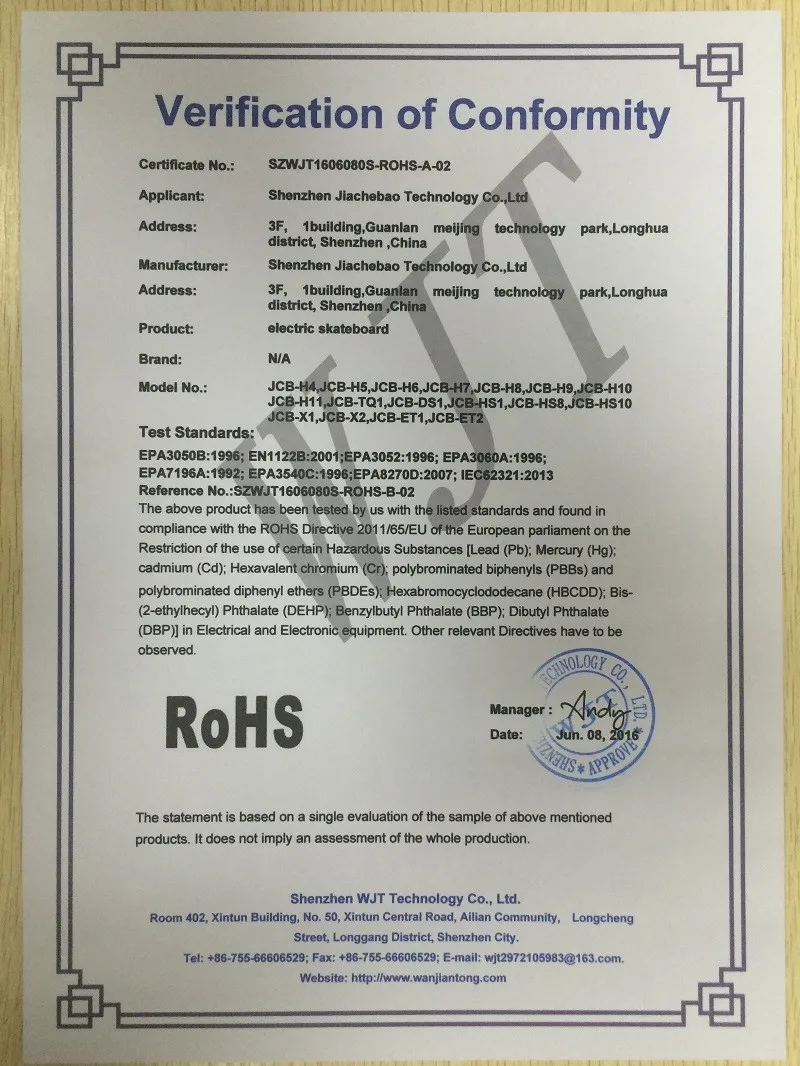 Verification of Conformity
Certificate No.: SZWJT1606080S-ROHS-A-02
Applicant: Shenzhen Jiachebao Technology Co.,Ltd
Address: 3F, 1building,Guanlan meijing technology park,Longhua
district, Shenzhen ,China
Manufacturer: Shenzhen Jiachebao Technology Co.,Ltd
Address: 3F, 1building,Guanlan meijing technology park,Longhua
district, Shenzhen ,China
Product: electric skateboard
Brand: N/A
Model No.: JCB-H4,JCB-H5,JCB-H6,JCB-H7,JCB-H8,JCB-H9,JCB-H10
JCB-H11,JCB-TQ1,JCB-DS1,JCB-HS1,JCB-HS8,JCB-HS10
JCB-X1,JCB-X2,JCB-ET1,JCB-ET2
Test Standards:
EPA3050B:1996; EN1122B:2001;EPA3052:1996; EPA3060A:1996;
EPA7196A:1992; EPA3540C:1996;EPA8270D:2007; IEC62321:2013
Reference No.:SZWJT1606080S-ROHS-B-02
The above product has been tested by us with the listed standards and found in
compliance with the ROHS Directive 2011/65/EU of the European parliament on the
Restriction of the use of certain Hazardous Substances [Lead (Pb); Mercury (Hg);
cadmium (Cd); Hexavalent chromium (Cr); polybrominated biphenyls (PBBs) and
polybrominated diphenyl ethers (PBDEs); Hexabromocyclododecane (HBCDD); Bis-
(2-ethylhecyl) Phthalate (DEHP); Benzylbutyl Phthalate (BBP); Dibutyl Phthalate
(DBP)] in Electrical and Electronic equipment. Other relevant Directives have to be
observed.
WJT
RoHS
Manager : Andy
Date: Jun. 08, 2016
SHENZHEN WJT TECHNOLOGY CO., LTD.
WJT
* APPROVE *
The statement is based on a single evaluation of the sample of above mentioned
products. It does not imply an assessment of the whole production.
Shenzhen WJT Technology Co., Ltd.
Room 402, Xintun Building, No. 50, Xintun Central Road, Ailian Community, Longcheng
Street, Longgang District, Shenzhen City.
Tel: +86-755-66606529; Fax: +86-755-66606529; E-mail: wjt2972105983@163.com.
Website: http://www.wanjiantong.com